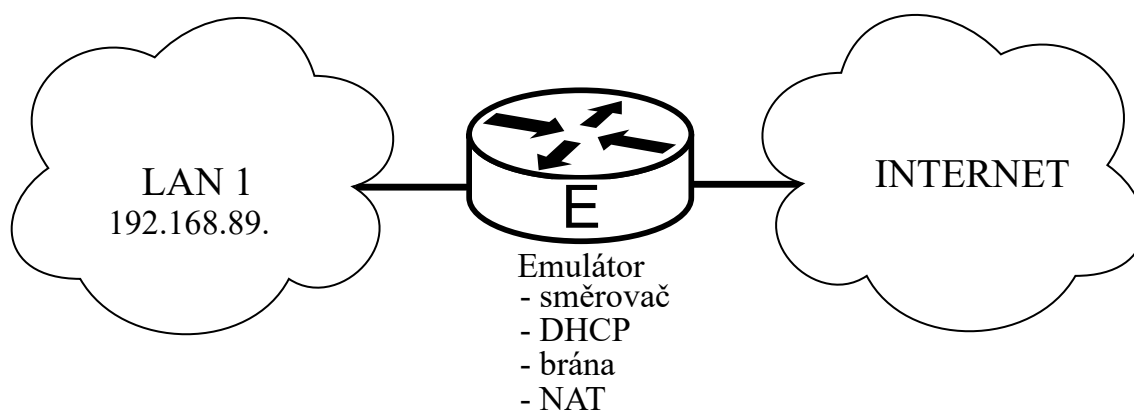 LAN 1
192.168.89.
E
INTERNET
Emulátor
- směrovač
- DHCP
- brána
- NAT